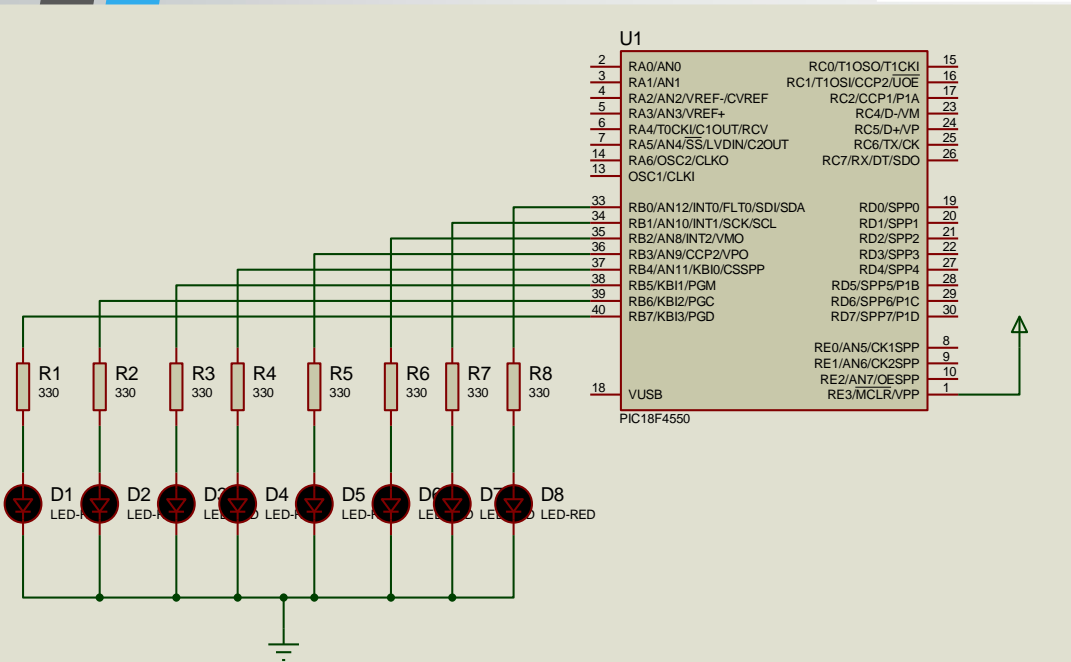 U1
2 RA0/AN0 RC0/T1OSO/T1CKI 15
3 RA1/AN1 RC1/T1OSI/CCP2/UOE 16
4 RA2/AN2/VREF-/CVREF RC2/CCP1/P1A 17
5 RA3/AN3/VREF+ RC4/D-/VM 23
6 RA4/T0CKI/C1OUT/RCV RC5/D+/VP 24
7 RA5/AN4/SS/LVDIN/C2OUT RC6/TX/CK 25
14 RA6/OSC2/CLKO RC7/RX/DT/SDO 26
13 OSC1/CLKI
33 RB0/AN12/INT0/FLT0/SDI/SDA RD0/SPP0 19
34 RB1/AN10/INT1/SCK/SCL RD1/SPP1 20
35 RB2/AN8/INT2/VMO RD2/SPP2 21
36 RB3/AN9/CCP2/VPO RD3/SPP3 22
37 RB4/AN11/KBI0/CSSPP RD4/SPP4 27
38 RB5/KBI1/PGM RD5/SPP5/P1B 28
39 RB6/KBI2/PGC RD6/SPP6/P1C 29
40 RB7/KBI3/PGD RD7/SPP7/P1D 30
RE0/AN5/CK1SPP 8
RE1/AN6/CK2SPP 9
RE2/AN7/OESPP 10
18 VUSB RE3/MCLR/VPP 1
PIC18F4550
R1 R2 R3 R4 R5 R6 R7 R8
330 330 330 330 330 330 330 330
D1 D2 D4 D5 D8
LED-RED